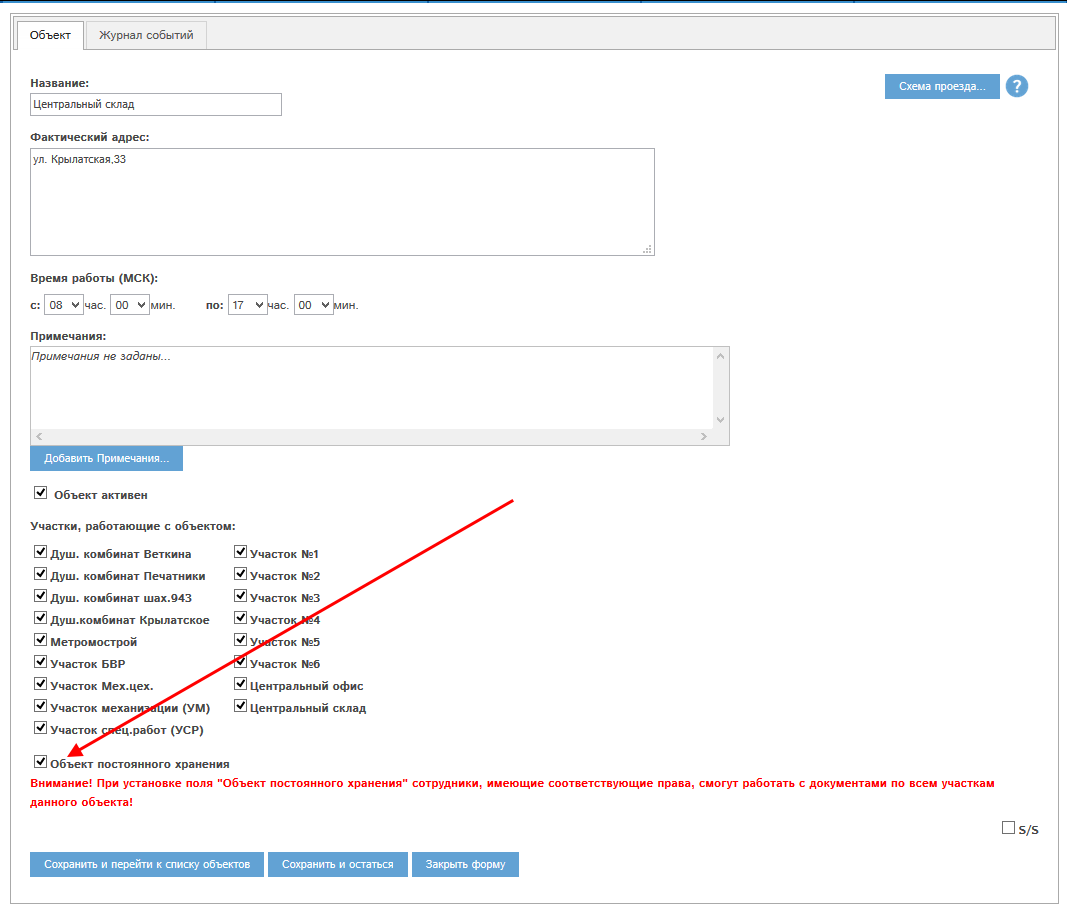 Объект Журнал событий
Название:
Схема проезда... ?
Центральный склад
Фактический адрес:
ул. Крылатская,33
Время работы (МСК):
с: 08 час. 00 мин. по: 17 час. 00 мин.
Примечания:
Примечания не заданы...
Добавить Примечания...
Объект активен
Участки, работающие с объектом:
Душ. комбинат Веткина Участок №1
Душ. комбинат Печатники Участок №2
Душ. комбинат шах.943 Участок №3
Душ.комбинат Крылатское Участок №4
Метромострой Участок №5
Участок БВР Участок №6
Участок Мех.цех. Центральный офис
Участок механизации (УМ) Центральный склад
Участок спец.работ (УСР)
Объект постоянного хранения
Внимание! При установке поля "Объект постоянного хранения" сотрудники, имеющие соответствующие права, смогут работать с документами по всем участкам
данного объекта!
S/S
Сохранить и перейти к списку объектов Сохранить и остаться Закрыть форму